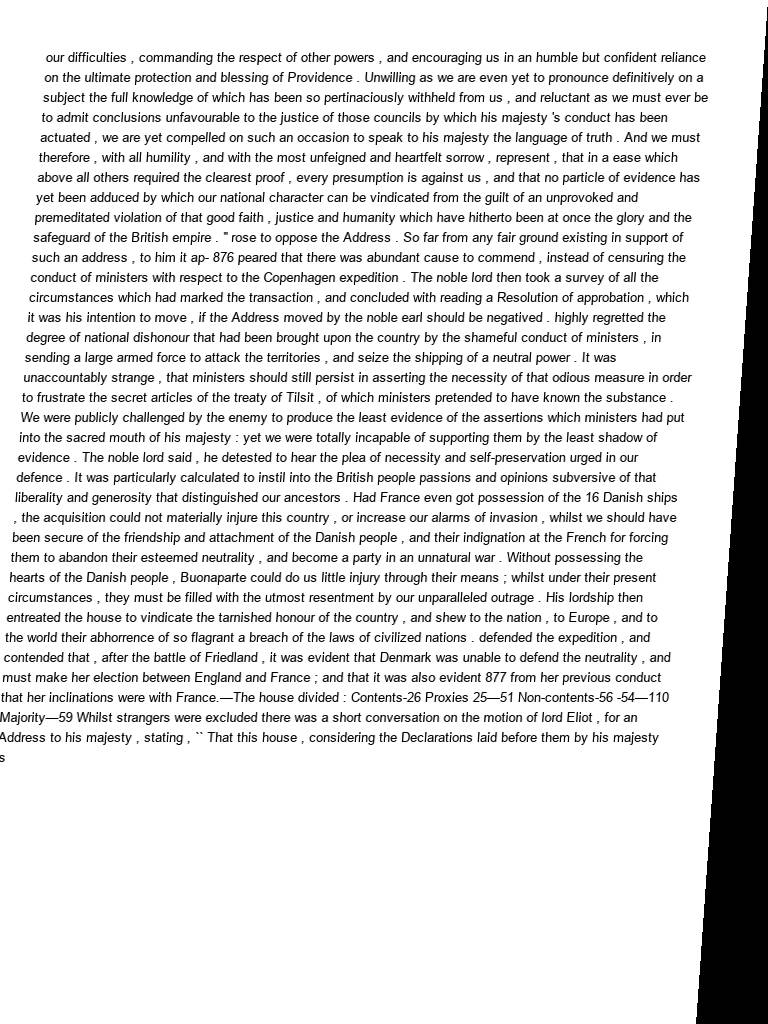 our difficulties , commanding the respect of other powers , and encouraging us in an humble but confident reliance
on the ultimate protection and blessing of Providence . Unwilling as we are even yet to pronounce definitively on a
subject the full knowledge of which has been so pertinaciously withheld from us , and reluctant as we must ever be
to admit conclusions unfavourable to the justice of those councils by which his majesty 's conduct has been
actuated , we are yet compelled on such an occasion to speak to his majesty the language of truth . And we must
therefore , with all humility , and with the most unfeigned and heartfelt sorrow , represent , that in a ease which
above all others required the clearest proof , every presumption is against us , and that no particle of evidence has
yet been adduced by which our national character can be vindicated from the guilt of an unprovoked and
premeditated violation of that good faith , justice and humanity which have hitherto been at once the glory and the
safeguard of the British empire . " rose to oppose the Address . So far from any fair ground existing in support of
such an address , to him it ap- 876 peared that there was abundant cause to commend , instead of censuring the
conduct of ministers with respect to the Copenhagen expedition . The noble lord then took a survey of all the
circumstances which had marked the transaction , and concluded with reading a Resolution of approbation , which
it was his intention to move , if the Address moved by the noble earl should be negatived . highly regretted the
degree of national dishonour that had been brought upon the country by the shameful conduct of ministers , in
sending a large armed force to attack the territories , and seize the shipping of a neutral power . It was
unaccountably strange , that ministers should still persist in asserting the necessity of that odious measure in order
to frustrate the secret articles of the treaty of Tilsit , of which ministers pretended to have known the substance .
We were publicly challenged by the enemy to produce the least evidence of the assertions which ministers had put
into the sacred mouth of his majesty : yet we were totally incapable of supporting them by the least shadow of
evidence . The noble lord said , he detested to hear the plea of necessity and self-preservation urged in our
defence . It was particularly calculated to instil into the British people passions and opinions subversive of that
liberality and generosity that distinguished our ancestors . Had France even got possession of the 16 Danish ships
, the acquisition could not materially injure this country , or increase our alarms of invasion , whilst we should have
been secure of the friendship and attachment of the Danish people , and their indignation at the French for forcing
them to abandon their esteemed neutrality , and become a party in an unnatural war . Without possessing the
hearts of the Danish people , Buonaparte could do us little injury through their means ; whilst under their present
circumstances , they must be filled with the utmost resentment by our unparalleled outrage . His lordship then
entreated the house to vindicate the tarnished honour of the country , and shew to the nation , to Europe , and to
the world their abhorrence of so flagrant a breach of the laws of civilized nations . defended the expedition , and
contended that , after the battle of Friedland , it was evident that Denmark was unable to defend the neutrality , and
must make her election between England and France ; and that it was also evident 877 from her previous conduct
that her inclinations were with France.—The house divided : Contents-26 Proxies 25—51 Non-contents-56 -54—110
Majority—59 Whilst strangers were excluded there was a short conversation on the motion of lord Eliot , for an
Address to his majesty , stating , `` That this house , considering the Declarations laid before them by his majesty
s